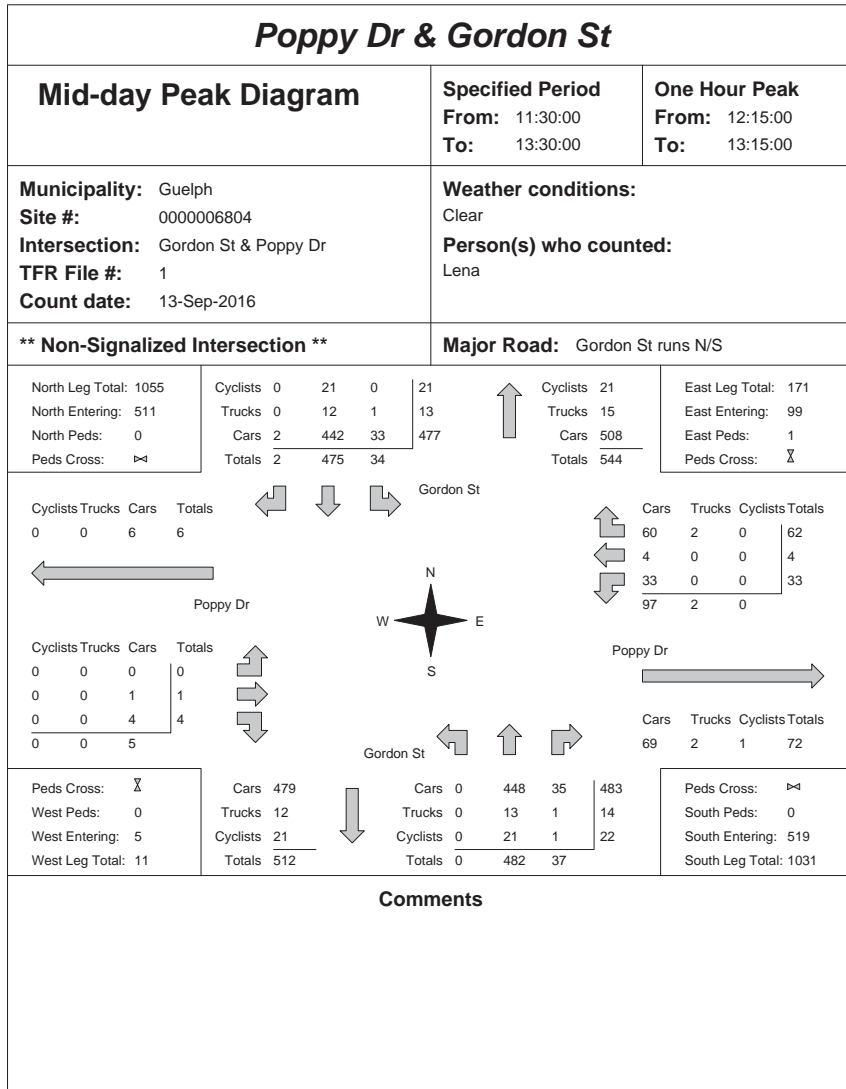 Poppy Dr & Gordon St
Mid-day Peak Diagram
Specified Period
From: 11:30:00
To: 13:30:00
One Hour Peak
From: 12:15:00
To: 13:15:00
Municipality: Guelph
Site #: 0000006804
Intersection: Gordon St & Poppy Dr
TFR File #: 1
Count date: 13-Sep-2016
Weather conditions:
Clear
Person(s) who counted:
Lena
** Non-Signalized Intersection **
Major Road: Gordon St runs N/S
North Leg Total: 1055
North Entering: 511
North Peds: 0
Peds Cross:
Cyclists 0 21 0 21
Trucks 0 12 1 13
Cars 2 442 33 477
Totals 2 475 34
Cyclists 21
Trucks 15
Cars 508
Totals 544
East Leg Total: 171
East Entering: 99
East Peds: 1
Peds Cross:
Gordon St
Cyclists Trucks Cars Totals
0 0 6 6
Poppy Dr
Cars Trucks Cyclists Totals
60 2 0 62
4 0 0 4
33 0 0 33
97 2 0
N
W E
S
Cyclists Trucks Cars Totals
0 0 0 0
0 0 1 1
0 0 4 4
0 0 5
Poppy Dr
Cars Trucks Cyclists Totals
69 2 1 72
Gordon St
Peds Cross:
West Peds: 0
West Entering: 5
West Leg Total: 11
Cars 479
Trucks 12
Cyclists 21
Totals 512
Cars 0 448 35 483
Trucks 0 13 1 14
Cyclists 0 21 1 22
Totals 0 482 37
Peds Cross:
South Peds: 0
South Entering: 519
South Leg Total: 1031
Comments